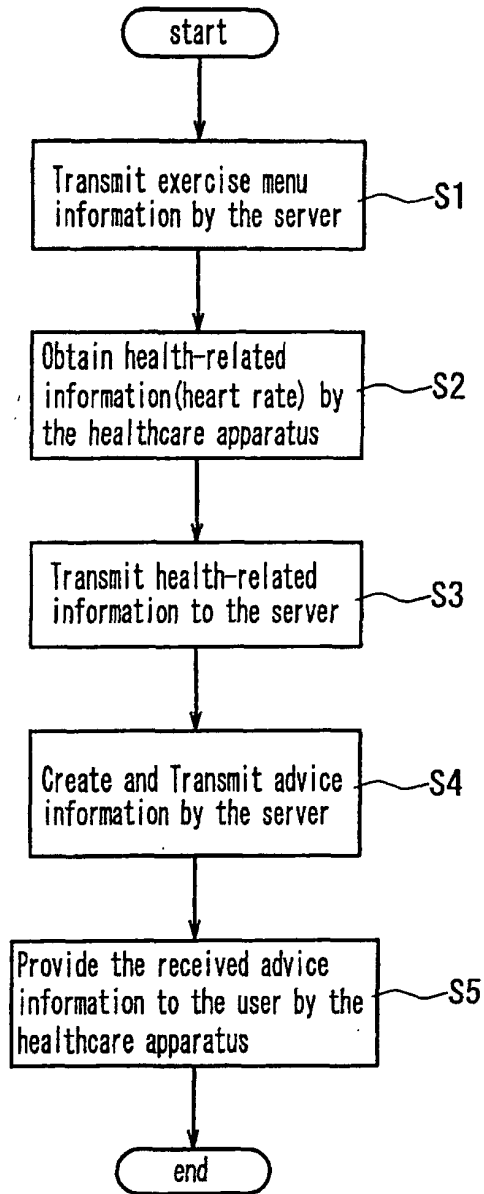 start
Transmit exercise menu
information by the server
S1
Obtain health-related
information(heart rate) by
the healthcare apparatus
S2
Transmit health-related
information to the server
S3
Create and Transmit advice
information by the server
S4
Provide the received advice
information to the user by the
healthcare apparatus
S5
end